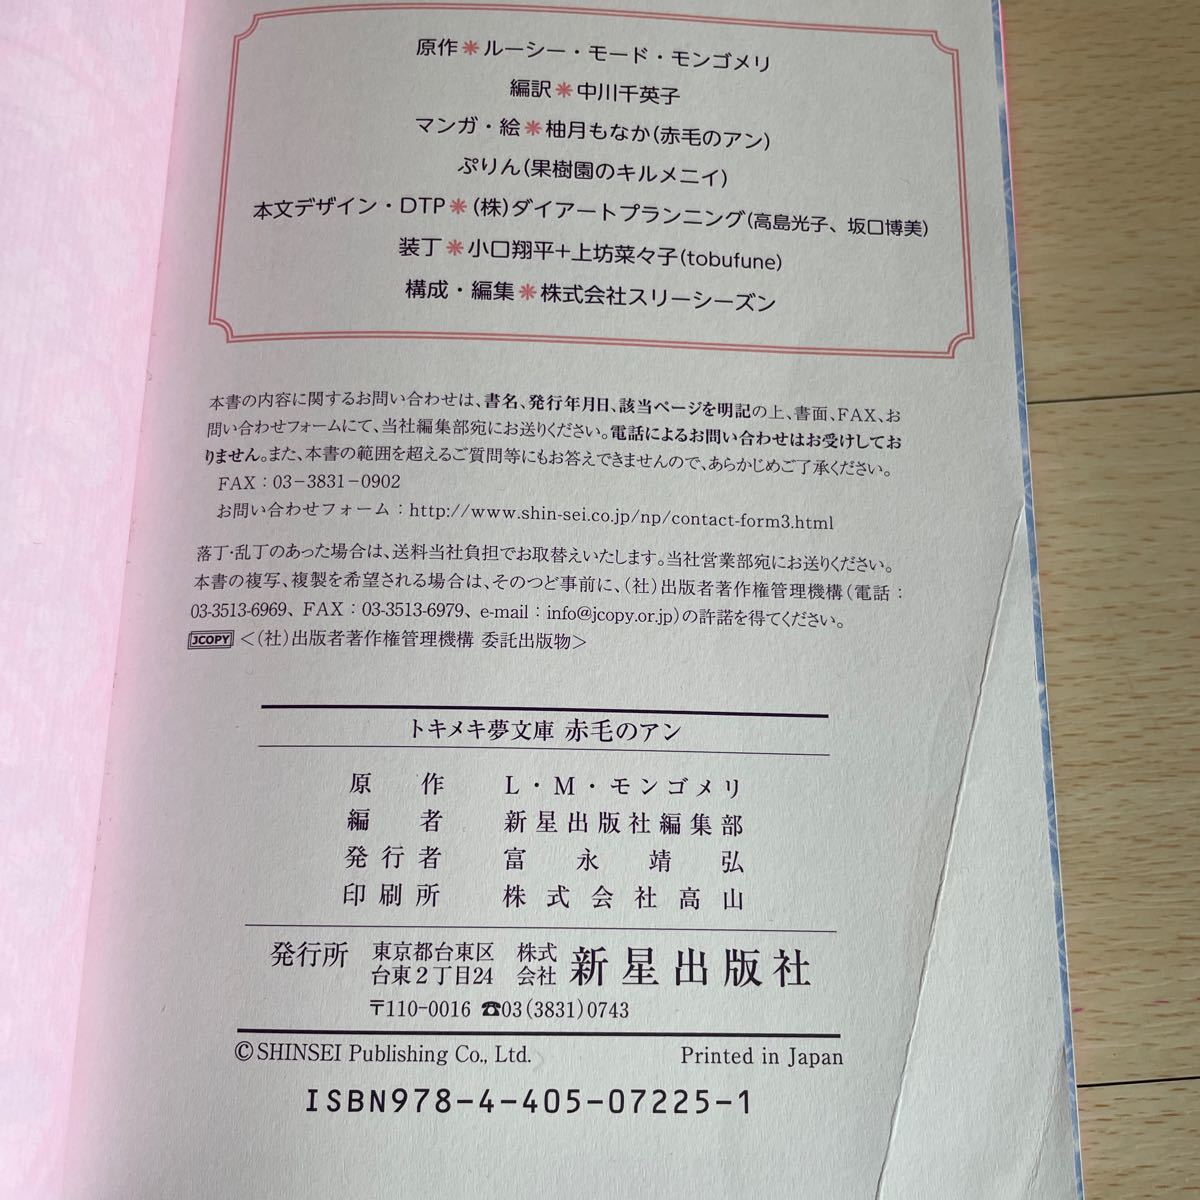 原作＊ルーシー・モード・モンゴメリ
編訳＊中川千英子
マンガ・絵＊柚月もなか(赤毛のアン)
ぷりん(果樹園のキルメニイ)
本文デザイン・DTP＊(株)ダイアートプランニング(高島光子、坂口博美)
装丁＊小口翔平+上坊菜々子(tobufune)
構成・編集＊株式会社スリーシーズン
本書の内容に関するお問い合わせは、書名、発行年月日、該当ページを明記の上、書面、FAX、お
問い合わせフォームにて、当社編集部宛にお送りください。電話によるお問い合わせはお受けしてお
りません。また、本書の範囲を超えるご質問等にもお答えできませんので、あらかじめご了承ください。
FAX：03-3831-0902
お問い合わせフォーム：http://www.shin-sei.co.jp/np/contact-form3.html
落丁・乱丁のあった場合は、送料当社負担でお取替えいたします。当社営業部宛にお送りください。
本書の複写、複製を希望される場合は、そのつど事前に、(社)出版者著作権管理機構(電話：
03-3513-6969、FAX：03-3513-6979、e-mail：info@jcopy.or.jp)の許諾を得てください。
JCOPY ＜(社)出版者著作権管理機構 委託出版物＞
トキメキ夢文庫 赤毛のアン
原作 L・M・モンゴメリ
編者 新星出版社編集部
発行者 富永靖弘
印刷所 株式会社高山
発行所 東京都台東区 株式 新星出版社
台東2丁目24 会社
〒110-0016 ☎03(3831)0743
©SHINSEI Publishing Co., Ltd. Printed in Japan
ISBN978-4-405-07225-1